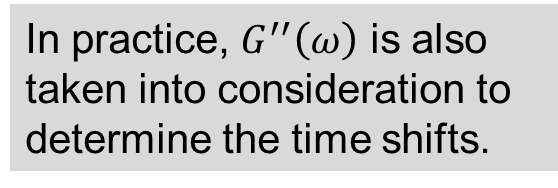 In practice, G′′(ω) is also
taken into consideration to
determine the time shifts.